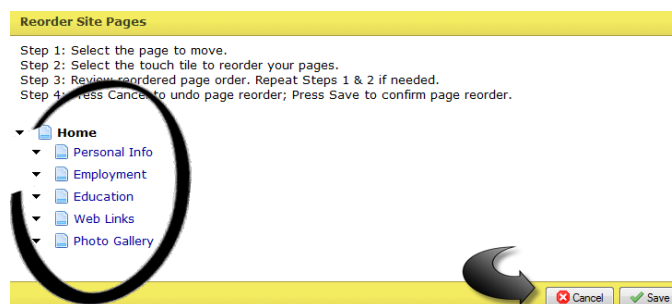 Reorder Site Pages
Step 1: Select the page to move.
Step 2: Select the touch tile to reorder your pages.
Step 3: Review reordered page order. Repeat Steps 1 & 2 if needed.
Step 4: Press Cancel to undo page reorder; Press Save to confirm page reorder.
Home
Personal Info
Employment
Education
Web Links
Photo Gallery
Cancel Save